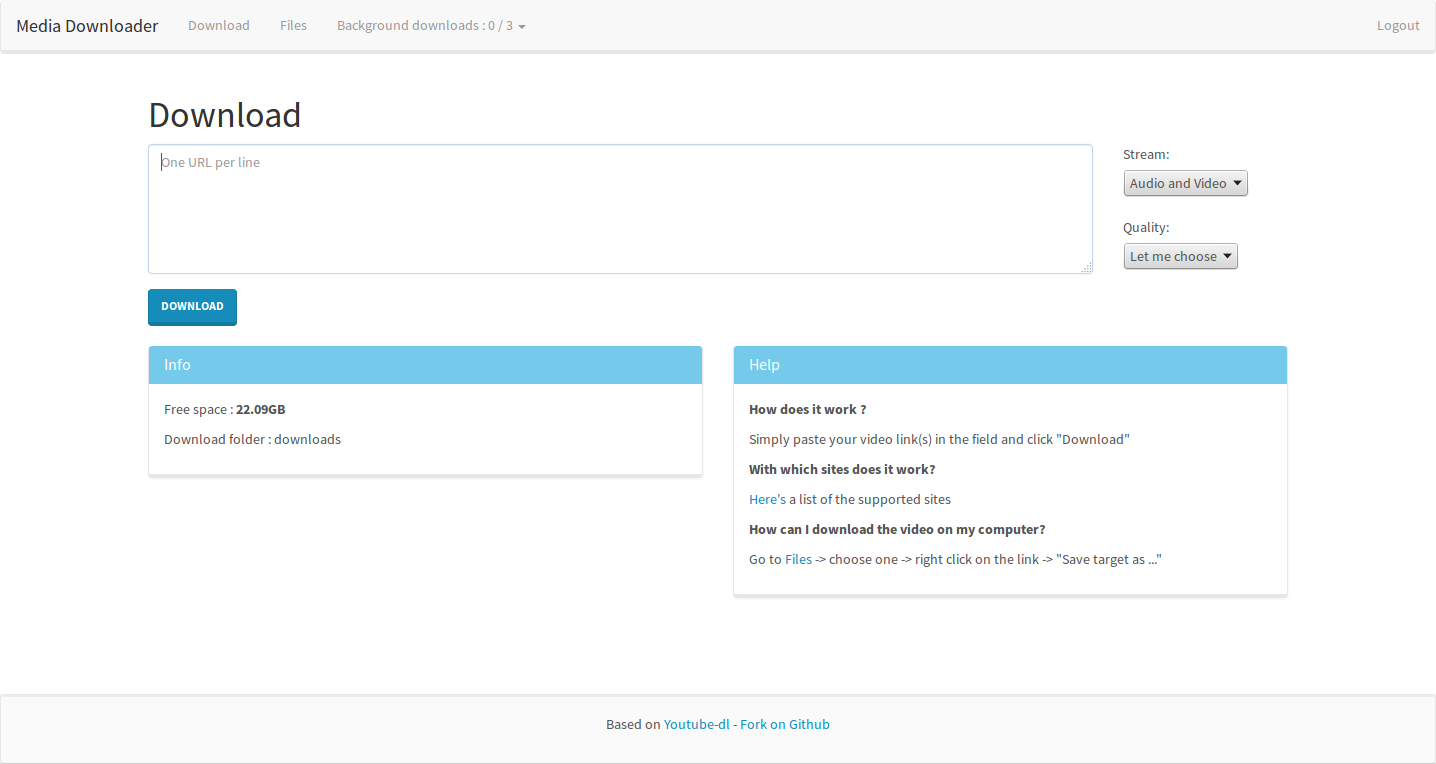 Media Downloader Download Files Background downloads : 0 / 3 Logout
Download
One URL per line
Stream:
Audio and Video
Quality:
Let me choose
DOWNLOAD
Info
Free space : 22.09GB
Download folder : downloads
Help
How does it work ?
Simply paste your video link(s) in the field and click "Download"
With which sites does it work?
Here's a list of the supported sites
How can I download the video on my computer?
Go to Files -> choose one -> right click on the link -> "Save target as ..."
Based on Youtube-dl - Fork on Github